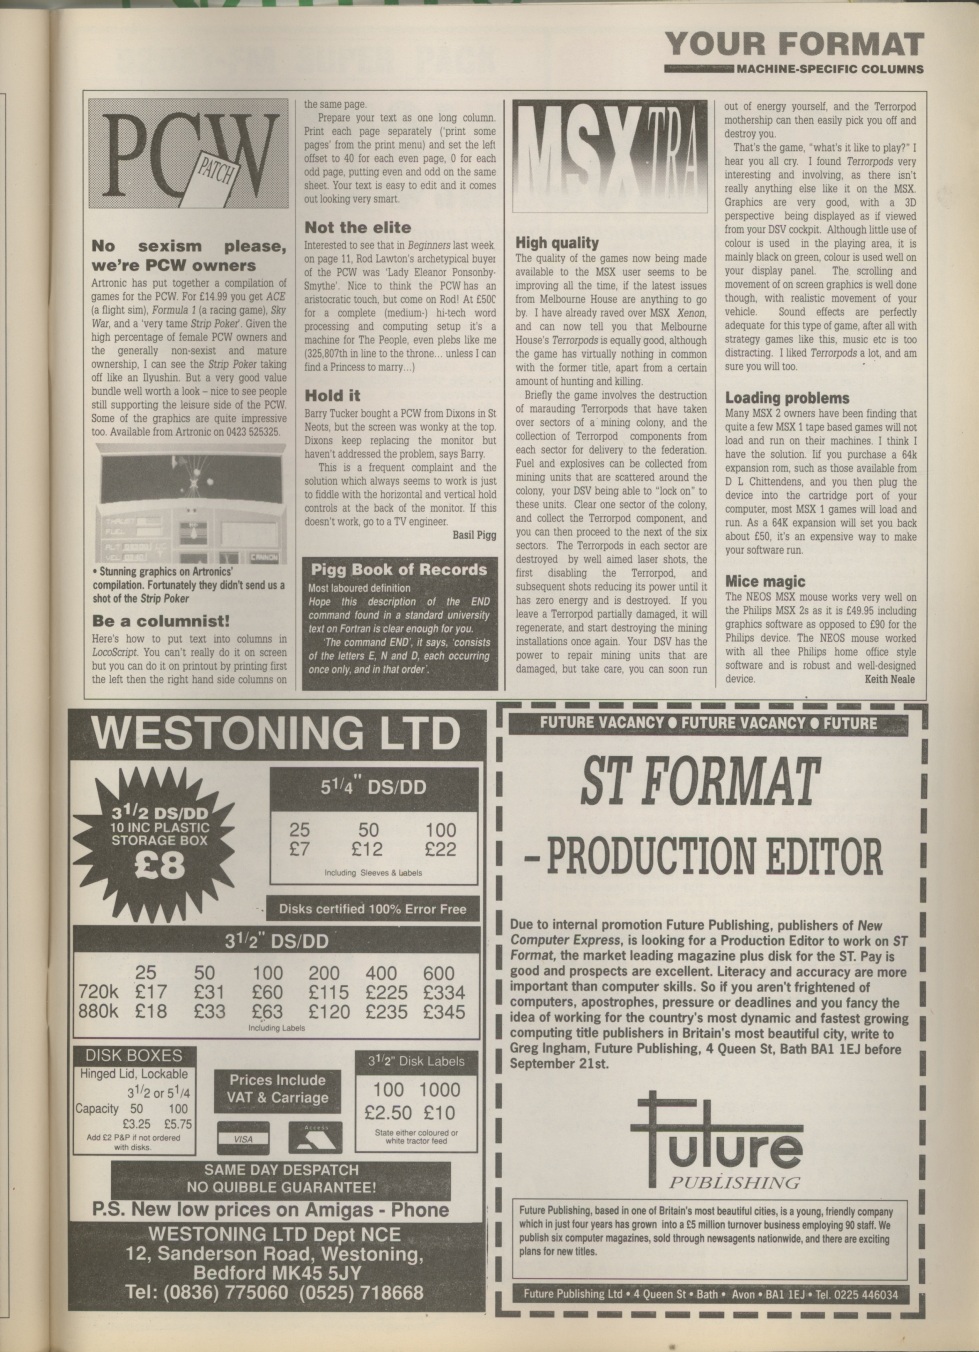 YOUR FORMAT
MACHINE-SPECIFIC COLUMNS
PCW
PATCH
No sexism please,
we're PCW owners
Artronic has put together a compilation of
games for the PCW. For £14.99 you get ACE
(a flight sim), Formula 1 (a racing game), Sky
War, and a 'very tame Strip Poker'. Given the
high percentage of female PCW owners and
the generally non-sexist and mature
ownership, I can see the Strip Poker taking
off like an Ilyushin. But a very good value
bundle well worth a look – nice to see people
still supporting the leisure side of the PCW.
Some of the graphics are quite impressive
too. Available from Artronic on 0423 525325.
• Stunning graphics on Artronics'
compilation. Fortunately they didn't send us a
shot of the Strip Poker
Be a columnist!
Here's how to put text into columns in
LocoScript. You can't really do it on screen
but you can do it on printout by printing first
the left then the right hand side columns on
the same page.
Prepare your text as one long column.
Print each page separately ('print some
pages' from the print menu) and set the left
offset to 40 for each even page, 0 for each
odd page, putting even and odd on the same
sheet. Your text is easy to edit and it comes
out looking very smart.
Not the elite
Interested to see that in Beginners last week
on page 11, Rod Lawton's archetypical buyer
of the PCW was 'Lady Eleanor Ponsonby-
Smythe'. Nice to think the PCW has an
aristocratic touch, but come on Rod! At £500
for a complete (medium-) hi-tech word
processing and computing setup it's a
machine for The People, even plebs like me
(325,807th in line to the throne... unless I can
find a Princess to marry...)
Hold it
Barry Tucker bought a PCW from Dixons in St
Neots, but the screen was wonky at the top.
Dixons keep replacing the monitor but
haven't addressed the problem, says Barry.
This is a frequent complaint and the
solution which always seems to work is just
to fiddle with the horizontal and vertical hold
controls at the back of the monitor. If this
doesn't work, go to a TV engineer.
Basil Pigg
Pigg Book of Records
Most laboured definition
Hope this description of the END
command found in a standard university
text on Fortran is clear enough for you.
'The command END', it says, 'consists
of the letters E, N and D, each occurring
once only, and in that order'.
MSX TRA
High quality
The quality of the games now being made
available to the MSX user seems to be
improving all the time, if the latest issues
from Melbourne House are anything to go
by. I have already raved over MSX Xenon,
and can now tell you that Melbourne
House's Terrorpods is equally good, although
the game has virtually nothing in common
with the former title, apart from a certain
amount of hunting and killing.
Briefly the game involves the destruction
of marauding Terrorpods that have taken
over sectors of a mining colony, and the
collection of Terrorpod components from
each sector for delivery to the federation.
Fuel and explosives can be collected from
mining units that are scattered around the
colony, your DSV being able to "lock on" to
these units. Clear one sector of the colony,
and collect the Terrorpod component, and
you can then proceed to the next of the six
sectors. The Terrorpods in each sector are
destroyed by well aimed laser shots, the
first disabling the Terrorpod, and
subsequent shots reducing its power until it
has zero energy and is destroyed. If you
leave a Terrorpod partially damaged, it will
regenerate, and start destroying the mining
installations once again. Your DSV has the
power to repair mining units that are
damaged, but take care, you can soon run
out of energy yourself, and the Terrorpod
mothership can then easily pick you off and
destroy you.
That's the game, "what's it like to play?" I
hear you all cry. I found Terrorpods very
interesting and involving, as there isn't
really anything else like it on the MSX.
Graphics are very good, with a 3D
perspective being displayed as if viewed
from your DSV cockpit. Although little use of
colour is used in the playing area, it is
mainly black on green, colour is used well on
your display panel. The scrolling and
movement of on screen graphics is well done
though, with realistic movement of your
vehicle. Sound effects are perfectly
adequate for this type of game, after all with
strategy games like this, music etc is too
distracting. I liked Terrorpods a lot, and am
sure you will too.
Loading problems
Many MSX 2 owners have been finding that
quite a few MSX 1 tape based games will not
load and run on their machines. I think I
have the solution. Iif you purchase a 64k
expansion rom, such as those available from
D L Chittendens, and you then plug the
device into the cartridge port of your
computer, most MSX 1 games will load and
run. As a 64K expansion will set you back
about £50, it's an expensive way to make
your software run.
Mice magic
The NEOS MSX mouse works very well on
the Philips MSX 2s as it is £49.95 including
graphics software as opposed to £90 for the
Philips device. The NEOS mouse worked
with all thee Philips home office style
software and is robust and well-designed
device. Keith Neale
WESTONING LTD
3 1/2 DS/DD
10 INC PLASTIC
STORAGE BOX
£8
5 1/4" DS/DD
25 50 100
£7 £12 £22
Including Sleeves & Labels
Disks certified 100% Error Free
3 1/2" DS/DD
25 50 100 200 400 600
720k £17 £31 £60 £115 £225 £334
880k £18 £33 £63 £120 £235 £345
Including Labels
DISK BOXES
Hinged Lid, Lockable
3 1/2 or 5 1/4
Capacity 50 100
£3.25 £5.75
Add £2 P&P if not ordered
with disks.
Prices Include
VAT & Carriage
VISA
Access
3 1/2" Disk Labels
100 1000
£2.50 £10
State either coloured or
white tractor feed
SAME DAY DESPATCH
NO QUIBBLE GUARANTEE!
P.S. New low prices on Amigas - Phone
WESTONING LTD Dept NCE
12, Sanderson Road, Westoning,
Bedford MK45 5JY
Tel: (0836) 775060 (0525) 718668
FUTURE VACANCY ● FUTURE VACANCY ● FUTURE
ST FORMAT
– PRODUCTION EDITOR
Due to internal promotion Future Publishing, publishers of New
Computer Express, is looking for a Production Editor to work on ST
Format, the market leading magazine plus disk for the ST. Pay is
good and prospects are excellent. Literacy and accuracy are more
important than computer skills. So if you aren't frightened of
computers, apostrophes, pressure or deadlines and you fancy the
idea of working for the country's most dynamic and fastest growing
computing title publishers in Britain's most beautiful city, write to
Greg Ingham, Future Publishing, 4 Queen St, Bath BA1 1EJ before
September 21st.
Future
PUBLISHING
Future Publishing, based in one of Britain's most beautiful cities, is a young, friendly company
which in just four years has grown into a £5 million turnover business employing 90 staff. We
publish six computer magazines, sold through newsagents nationwide, and there are exciting
plans for new titles.
Future Publishing Ltd • 4 Queen St • Bath • Avon • BA1 1EJ • Tel. 0225 446034